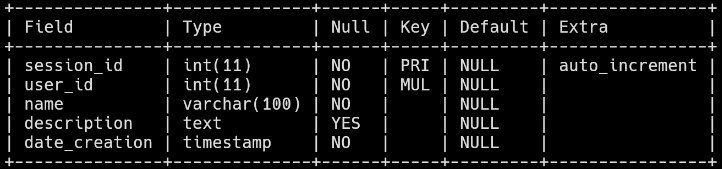 +---------------+--------------+------+-----+---------+----------------+
| Field         | Type         | Null | Key | Default | Extra          |
+---------------+--------------+------+-----+---------+----------------+
| session_id    | int(11)      | NO   | PRI | NULL    | auto_increment |
| user_id       | int(11)      | NO   | MUL | NULL    |                |
| name          | varchar(100) | NO   |     | NULL    |                |
| description   | text         | YES  |     | NULL    |                |
| date_creation | timestamp    | NO   |     | NULL    |                |
+---------------+--------------+------+-----+---------+----------------+